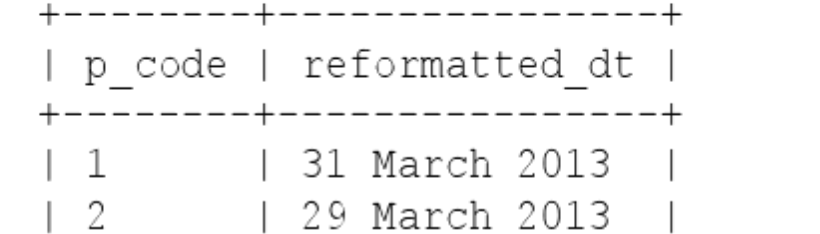 +--------+----------------+
| p_code | reformatted_dt |
+--------+----------------+
| 1      | 31 March 2013  |
| 2      | 29 March 2013  |